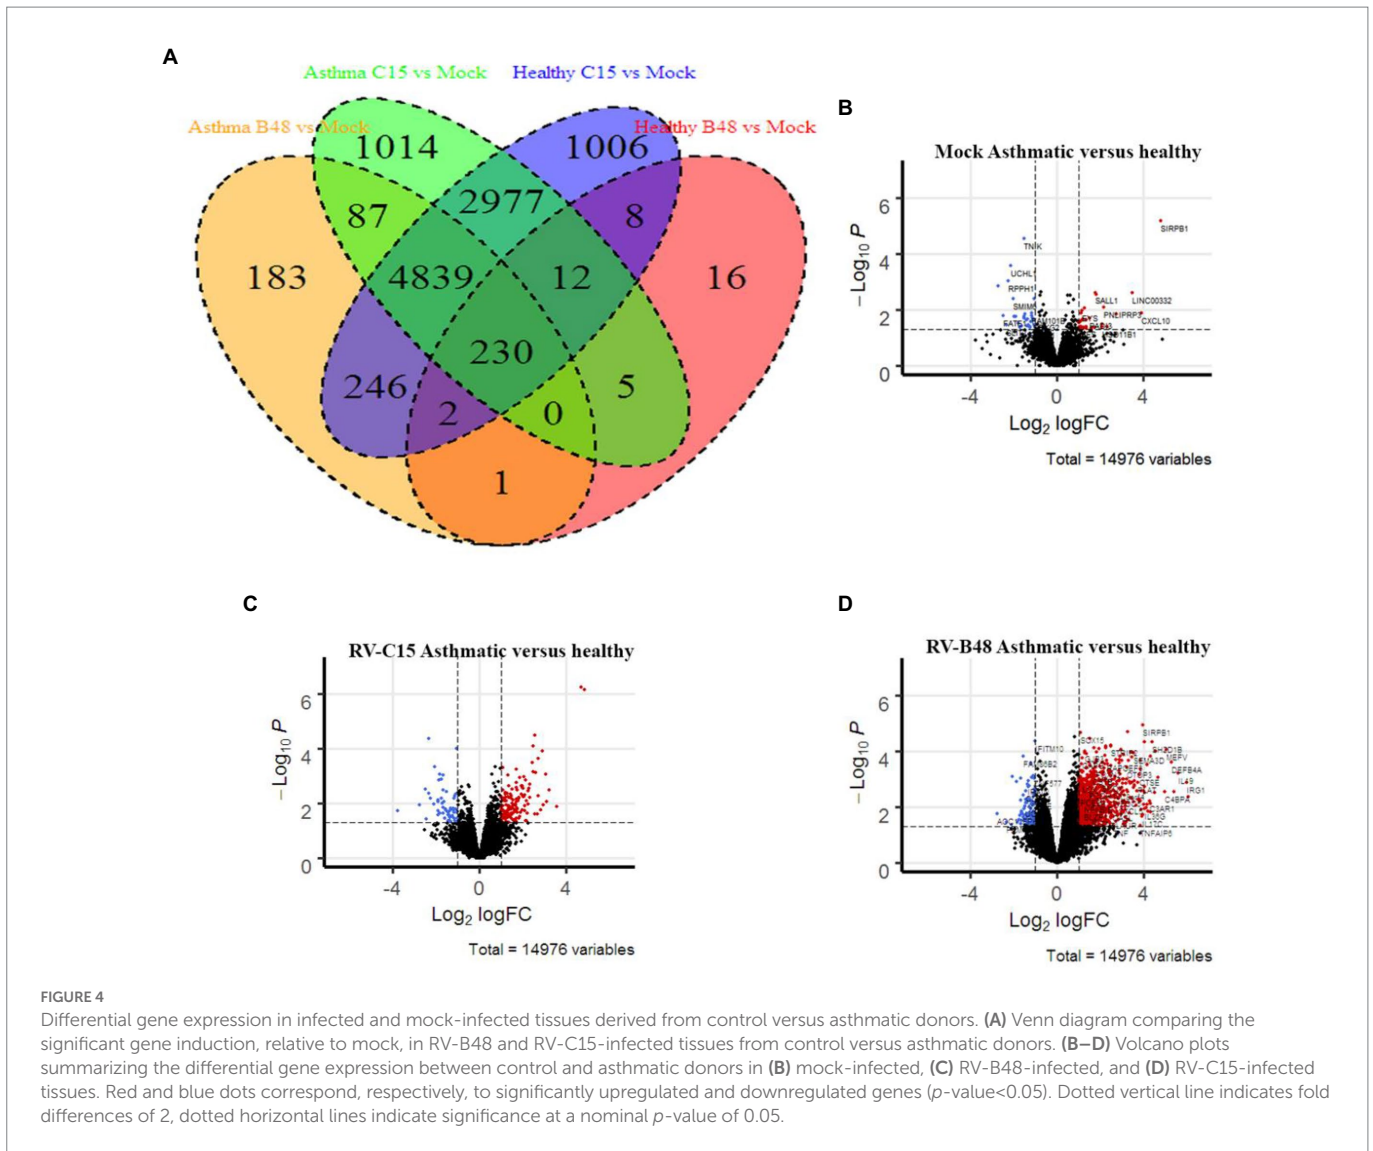 A
Asthma C15 vs Mock
Healthy C15 vs Mock
Asthma B48 vs Mock
Healthy B48 vs Mock
1014
1006
2977
87
8
183
4839
12
16
230
246
2
0
5
1
B
Mock Asmatic versus healthy
6
4
2
0
−Log10 P
SIRPB1
TNIK
UCHL1
RPPH1
SALL1
LINC00332
CXCL10
-4
0
4
Log2 logFC
Total = 14976 variables
C
RV-C15 Asthmatic versus healthy
6
4
2
0
−Log10 P
-4
0
4
Log2 logFC
Total = 14976 variables
D
RV-B48 Asthmatic versus healthy
6
4
2
0
−Log10 P
SIRPB1
SOX15
IFITM10
SH2D1B
MEFV
SEMA3D
DEFB4A
IL19
IRG1
C4BPA
C3AR1
IL36G
IL17C
TNFAIP6
-4
0
4
Log2 logFC
Total = 14976 variables
FIGURE 4
Differential gene expression in infected and mock-infected tissues derived from control versus asthmatic donors. (A) Venn diagram comparing the
significant gene induction, relative to mock, in RV-B48 and RV-C15-infected tissues from control versus asthmatic donors. (B–D) Volcano plots
summarizing the differential gene expression between control and asthmatic donors in (B) mock-infected, (C) RV-B48-infected, and (D) RV-C15-infected
tissues. Red and blue dots correspond, respectively, to significantly upregulated and downregulated genes (p-value<0.05). Dotted vertical line indicates fold
differences of 2, dotted horizontal lines indicate significance at a nominal p-value of 0.05.